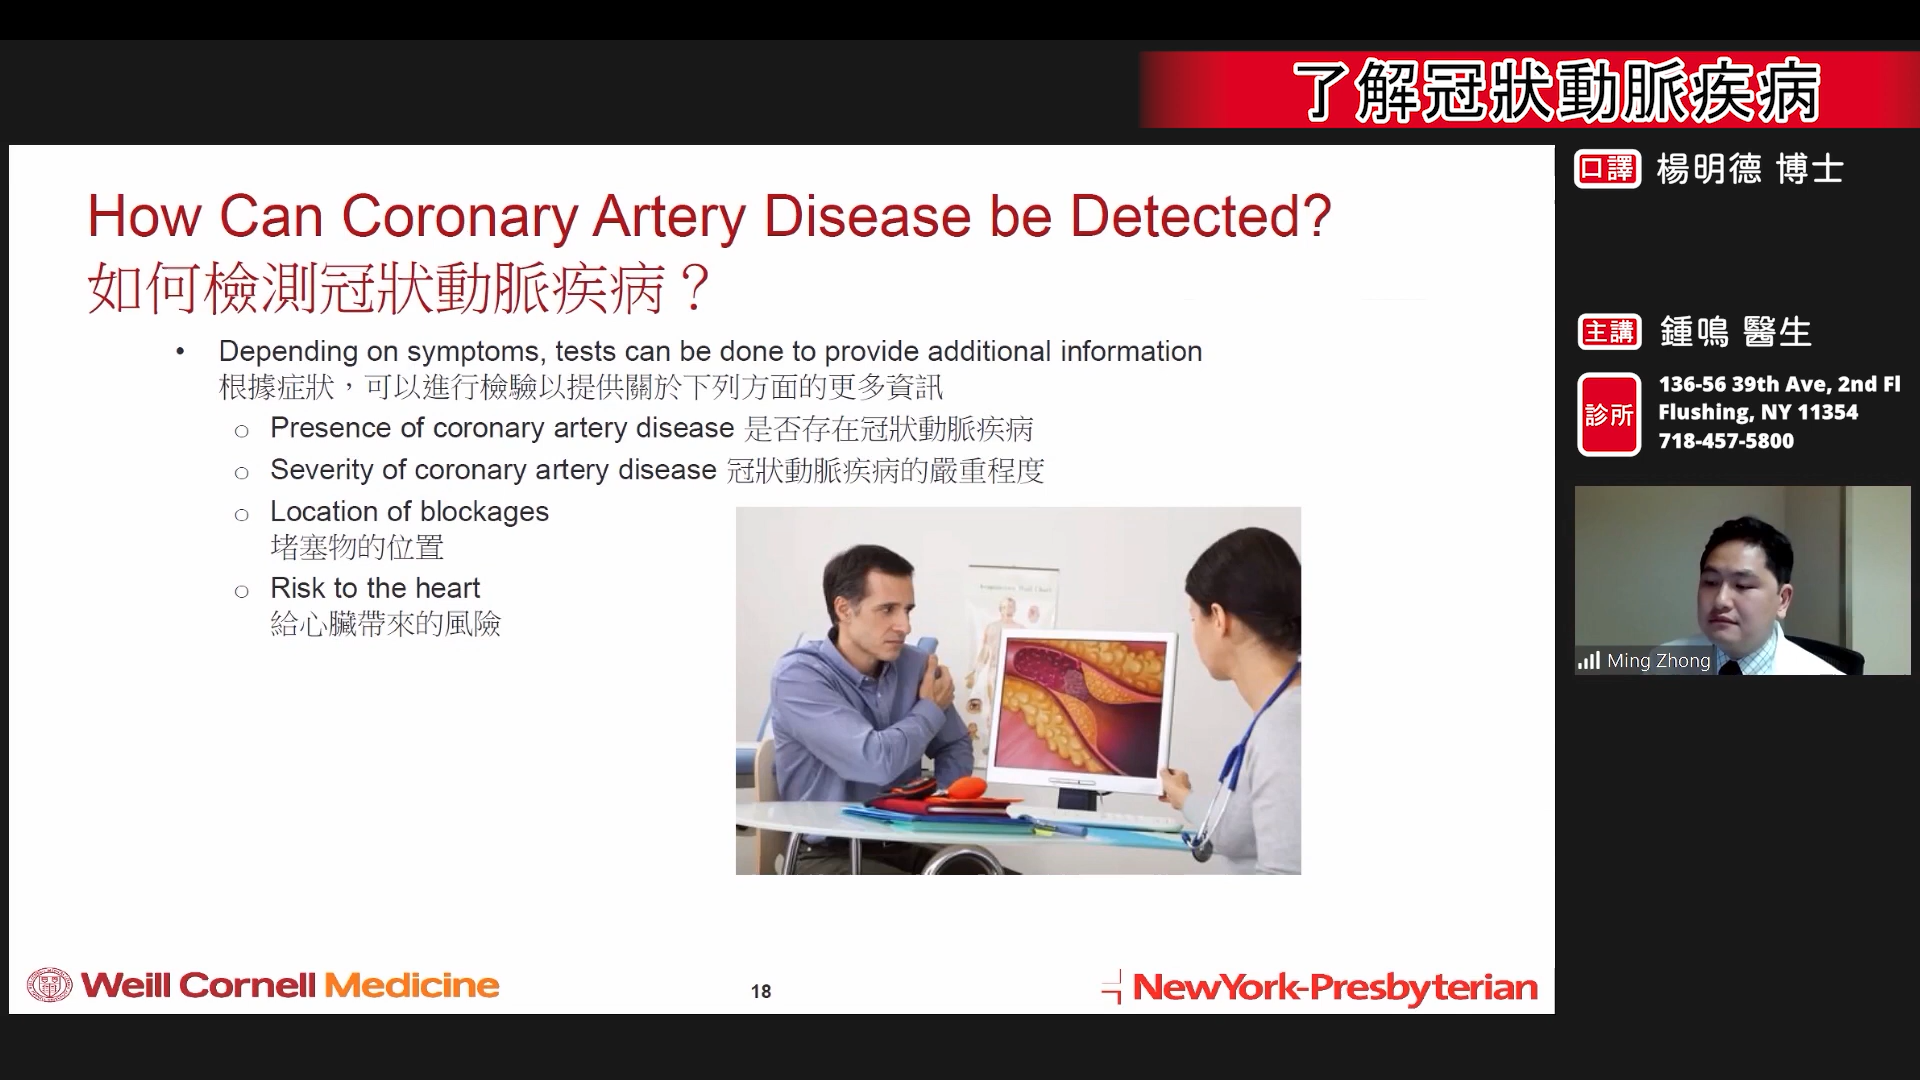 了解冠狀動脈疾病
口譯 楊明德 博士
主講 鍾鳴 醫生
診所
136-56 39th Ave, 2nd Fl
Flushing, NY 11354
718-457-5800
Ming Zhong
How Can Coronary Artery Disease be Detected?
如何檢測冠狀動脈疾病？
• Depending on symptoms, tests can be done to provide additional information
根據症狀，可以進行檢驗以提供關於下列方面的更多資訊
○ Presence of coronary artery disease 是否存在冠狀動脈疾病
○ Severity of coronary artery disease 冠狀動脈疾病的嚴重程度
○ Location of blockages
堵塞物的位置
○ Risk to the heart
給心臟帶來的風險
Weill Cornell Medicine
18
NewYork-Presbyterian